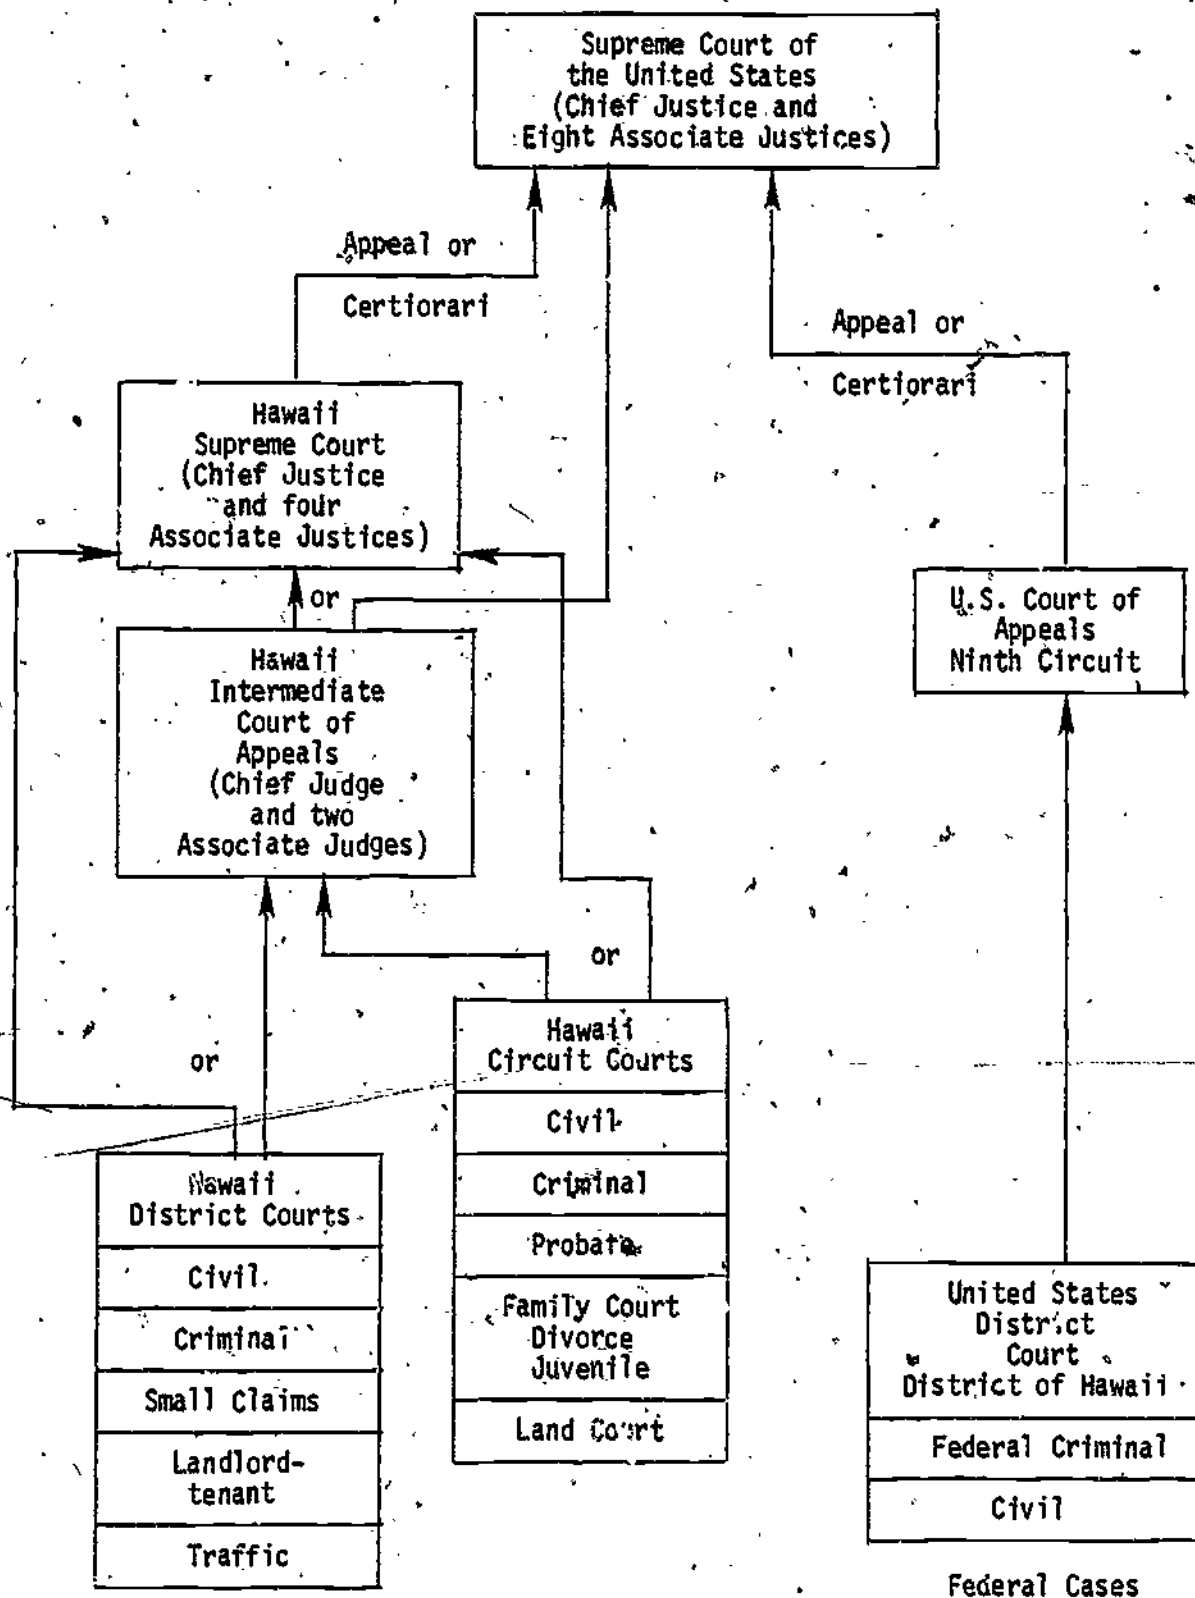 Supreme Court of
the United States
(Chief Justice and
Eight Associate Justices)
Appeal or
Certiorari
Appeal or
Certiorari
Hawaii
Supreme Court
(Chief Justice
and four
Associate Justices)
or
U.S. Court of
Appeals
Ninth Circuit
Hawaii
Intermediate
Court of
Appeals
(Chief Judge
and two
Associate Judges)
or
or
Hawaii
Circuit Courts
Civil
Criminal
Probate
Family Court
Divorce
Juvenile
Land Court
Hawaii
District Courts
Civil
Criminal
Small Claims
Landlord-
tenant
Traffic
United States
District
Court
District of Hawaii
Federal Criminal
Civil
Federal Cases